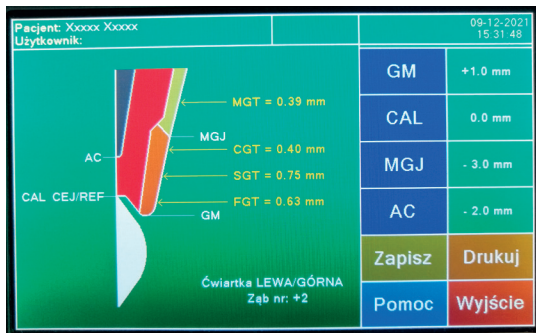 Pacjent: Xxxxx Xxxxx
Użytkownik:
09-12-2021
15:31:48
MGT = 0.39 mm
MGJ
CGT = 0.40 mm
AC
SGT = 0.75 mm
CAL CEJ/REF
FGT = 0.63 mm
GM
Ćwiartka LEWA/GÓRNA
Ząb nr: +2
GM +1.0 mm
CAL 0.0 mm
MGJ - 3.0 mm
AC - 2.0 mm
Zapisz Drukuj
Pomoc Wyjście